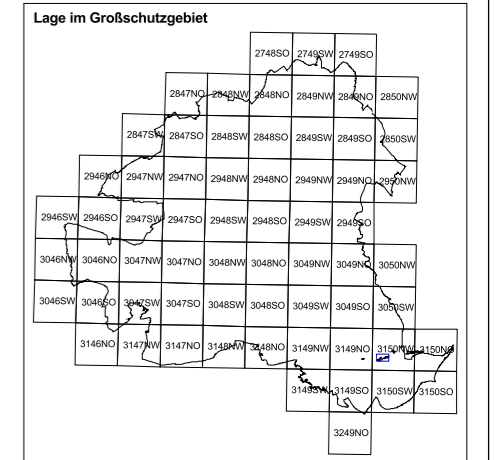 Lage im Großschutzgebiet
2748SO 2749SW 2749SO
2847NO 2848NW 2848NO 2849NW 2849NO 2850NW
2847SW 2847SO 2848SW 2848SO 2849SW 2849SO 2850SW
2946NO 2947NW 2947NO 2948NW 2948NO 2949NW 2949NO 2950NW
2946SW 2946SO 2947SW 2947SO 2948SW 2948SO 2949SW 2949SO
3046NW 3046NO 3047NW 3047NO 3048NW 3048NO 3049NW 3049NO 3050NW
3046SW 3046SO 3047SW 3047SO 3048SW 3048SO 3049SW 3049SO 3050SW
3146NO 3147NW 3147NO 3148NW 3148NO 3149NW 3149NO 3150NW 3150NO
3149SW 3149SO 3150SW 3150SO
3249NO